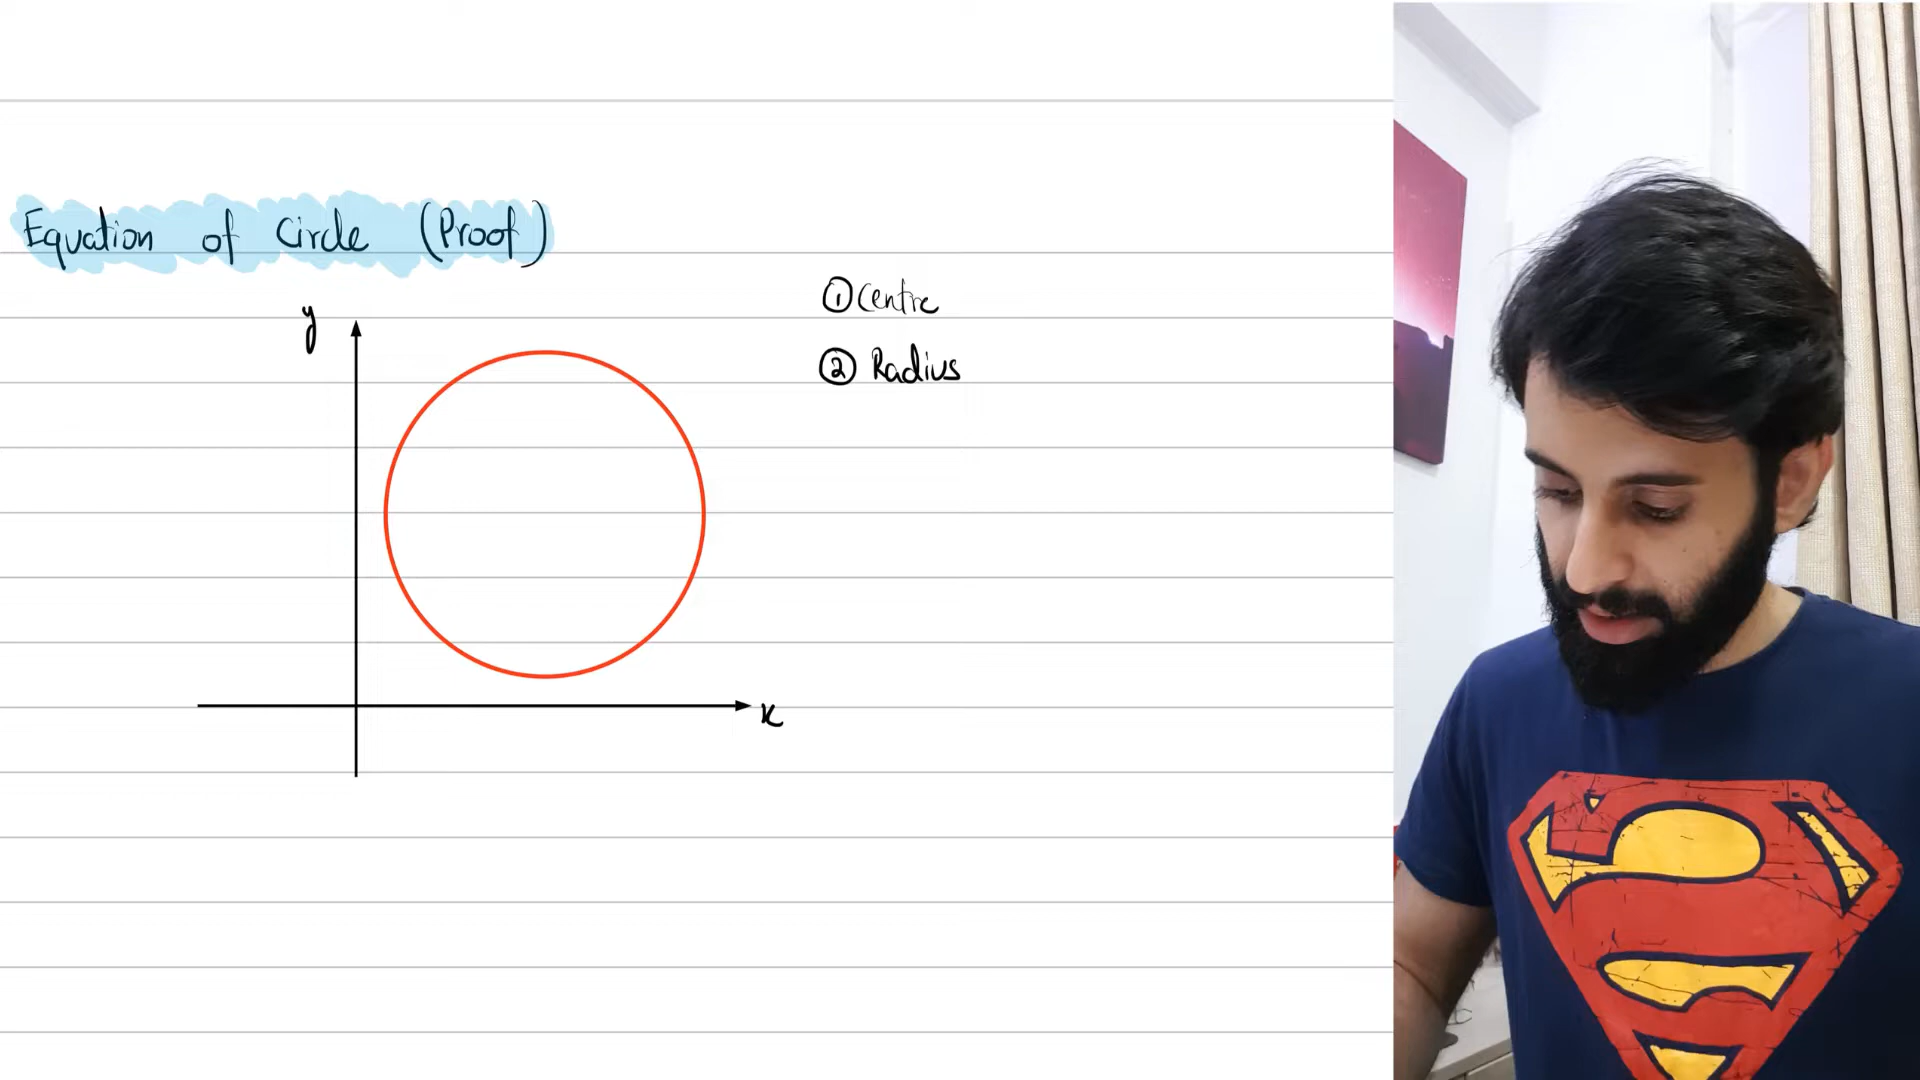 Equation of Circle (Proof)
① Centre
y
② Radius
x